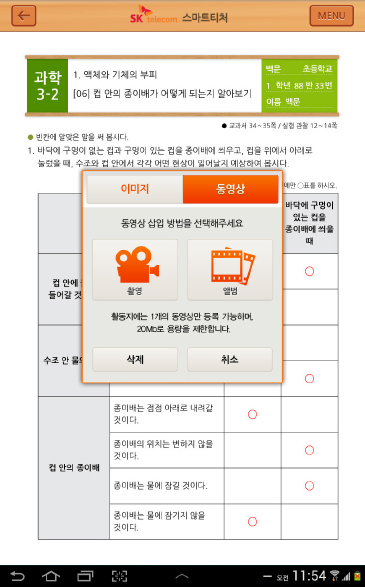 SK telecom 스마트티처
MENU
과학
3-2
1. 액체와 기체의 부피
[06] 컵 안의 종이배가 어떻게 되는지 알아보기
백문 초등학교
1 학년 88 반 33 번
이름 백문
● 교과서 34~35쪽 / 실험 관찰 12~14쪽
● 빈칸에 알맞은 말을 써 봅시다.
1. 바닥에 구멍이 없는 컵과 구멍이 있는 컵을 종이배에 씌우고, 컵을 위에서 아래로
눌렀을 때, 수조와 컵 안에서 각각 어떤 현상이 일어날지 예상하여 봅시다.
에만 ○표를 하시오.
바닥에 구멍이
있는 컵을
종이배에 씌울
때
이미지
동영상
동영상 삽입 방법을 선택해주세요
촬영
앨범
활동지에는 1개의 동영상만 등록 가능하며,
20Mb로 용량을 제한합니다.
삭제
취소
컵 안에
들어갈 것
○
수조 안 물의
○
컵 안의 종이배
종이배는 점점 아래로 내려갈
것이다.
○
종이배의 위치는 변하지 않을
것이다.
○
종이배는 물에 잠길 것이다.
○
종이배는 물에 잠기지 않을
것이다.
○
오전 11:54